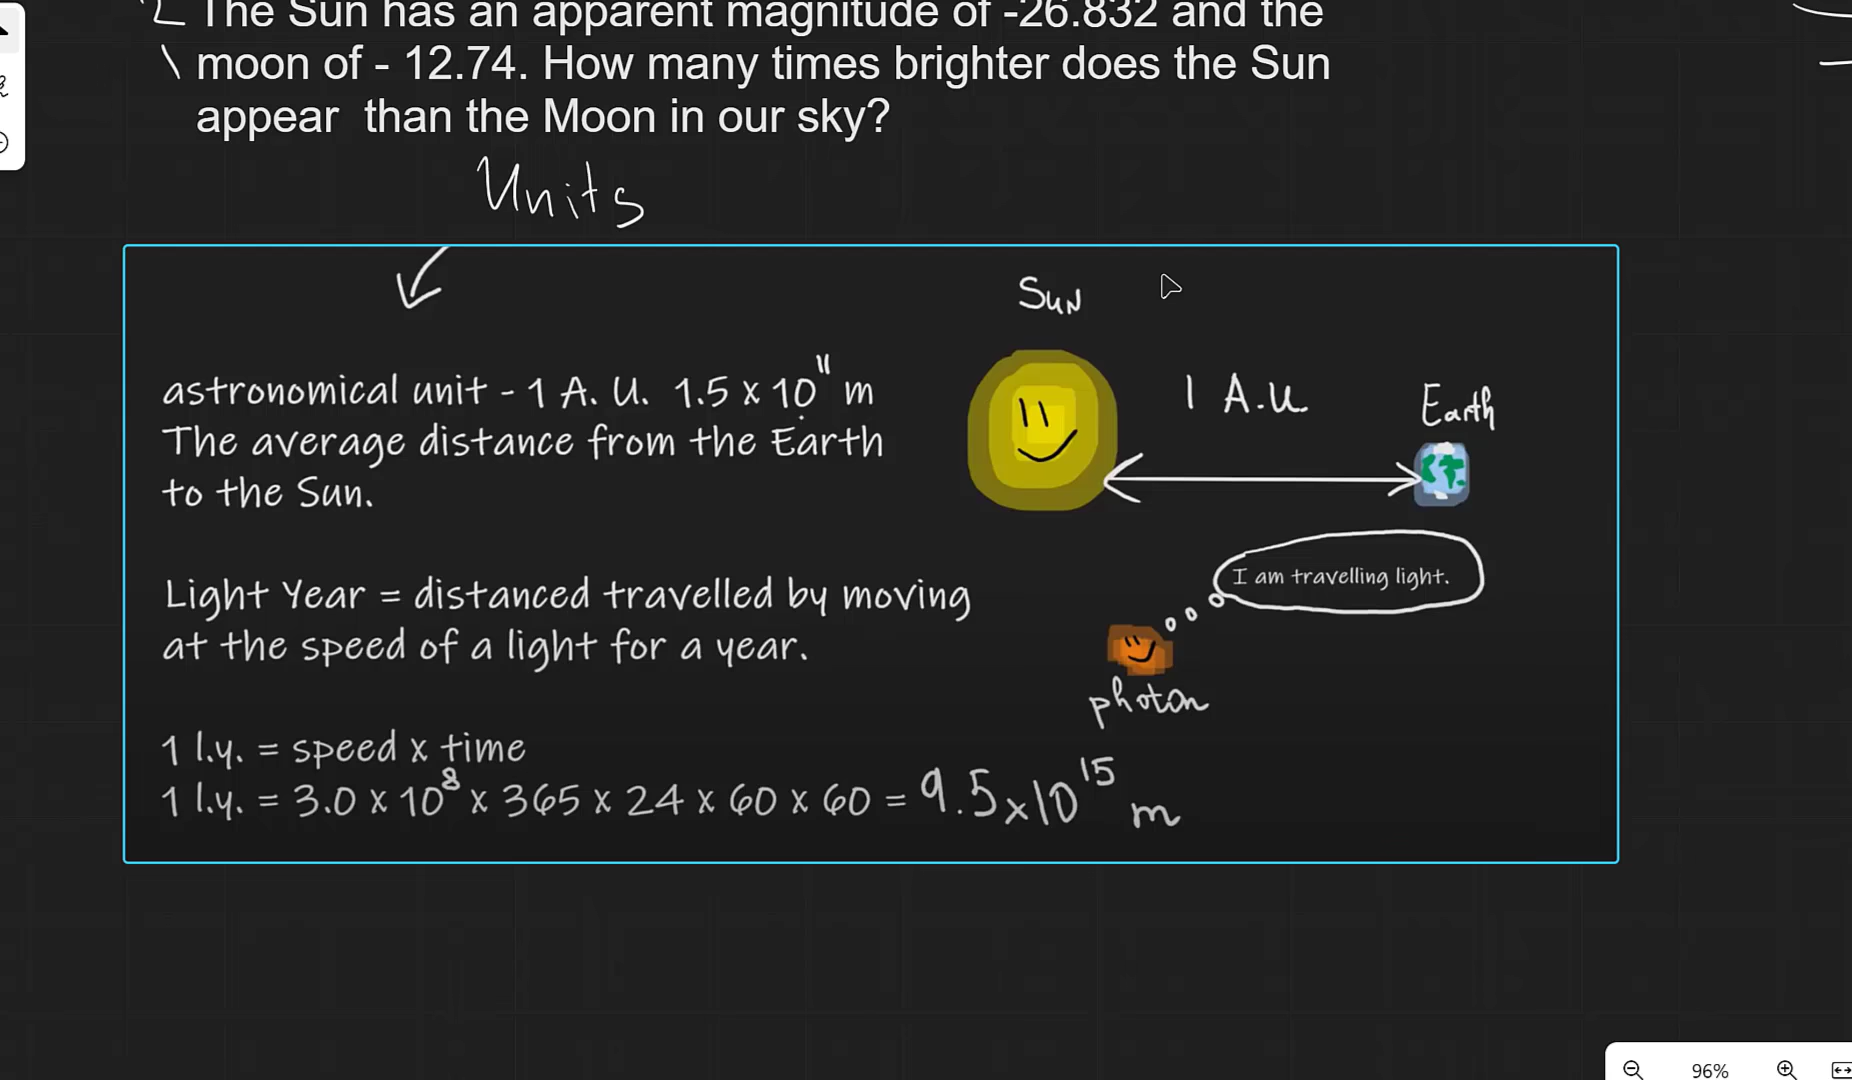 The Sun has an apparent magnitude of -26.832 and the
moon of - 12.74. How many times brighter does the Sun
appear than the Moon in our sky?
Units
Sun
astronomical unit - 1 A. U. 1.5 x 10¹¹ m
1 A.U
Earth
The average distance from the Earth
to the Sun.
I am travelling light.
Light Year = distanced travelled by moving
at the speed of a light for a year.
photon
1 l.y. = speed x time
1 l.y. = 3.0 x 10⁸ x 365 x 24 x 60 x 60 = 9.5 x 10¹⁵ m
96%